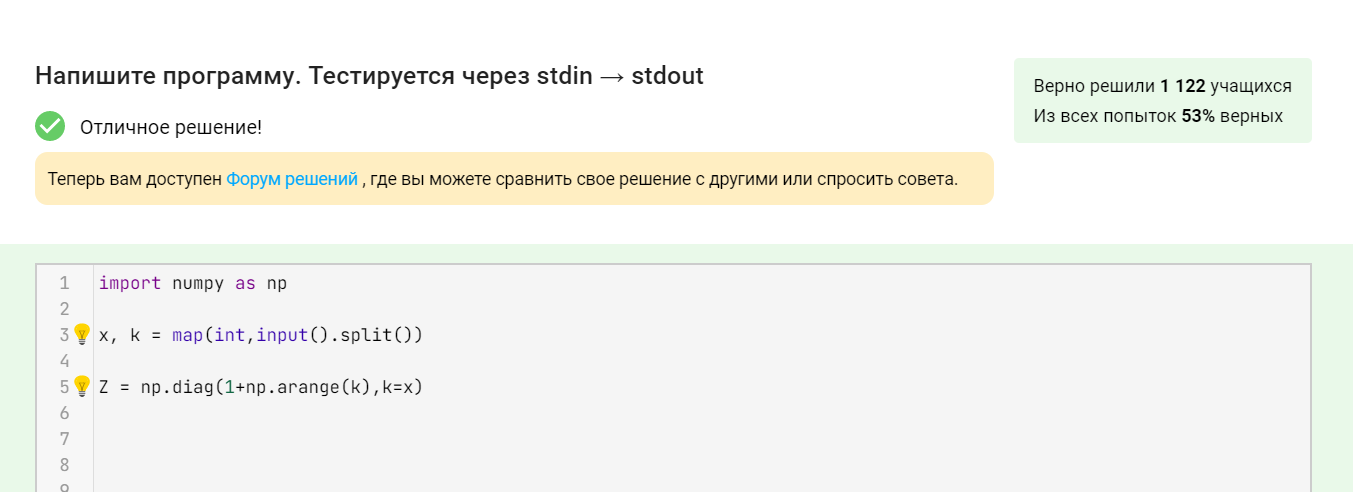 Напишите программу. Тестируется через stdin → stdout
Верно решили 1 122 учащихся
Из всех попыток 53% верных
Отличное решение!
Теперь вам доступен Форум решений , где вы можете сравнить свое решение с другими или спросить совета.
1 import numpy as np
2
3 x, k = map(int,input().split())
4
5 Z = np.diag(1+np.arange(k),k=x)
6
7
8
9